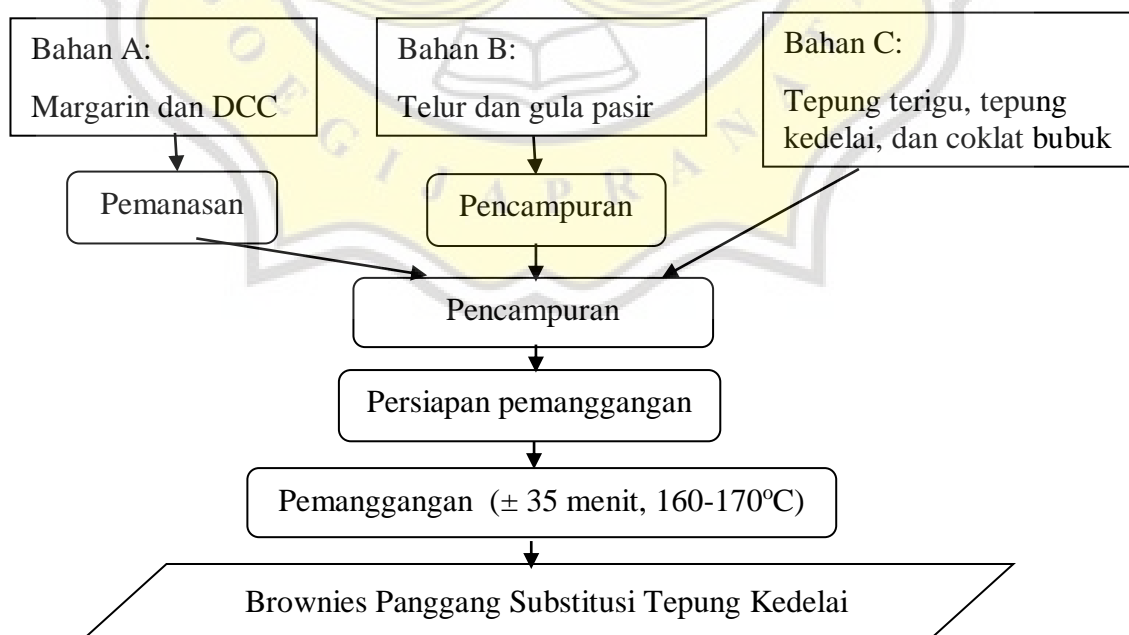 Bahan A:
Margarin dan DCC
Bahan B:
Telur dan gula pasir
Bahan C:
Tepung terigu, tepung
kedelai, dan coklat bubuk
Pemanasan
Pencampuran
Pencampuran
Persiapan pemanggangan
Pemanggangan (± 35 menit, 160-170ºC)
Brownies Panggang Substitusi Tepung Kedelai
OEGIJAPRANA